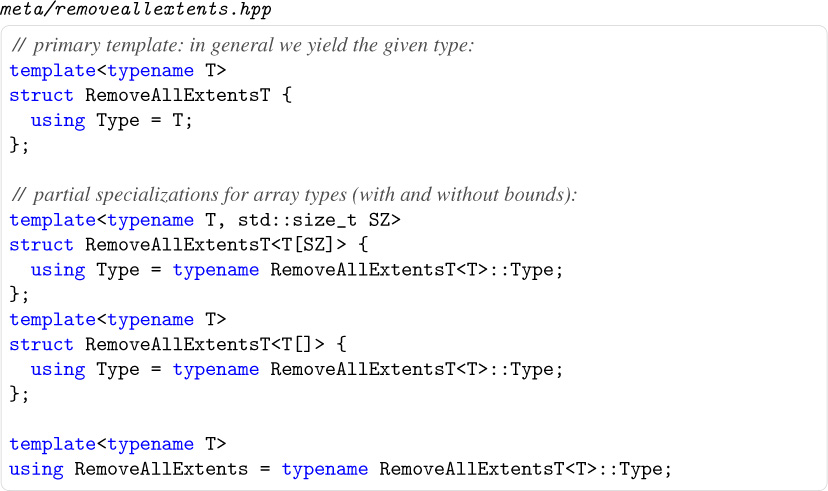 meta/removeallextents.hpp
// primary template: in general we yield the given type:
template<typename T>
struct RemoveAllExtentsT {
  using Type = T;
};
// partial specializations for array types (with and without bounds):
template<typename T, std::size_t SZ>
struct RemoveAllExtentsT<T[SZ]> {
  using Type = typename RemoveAllExtentsT<T>::Type;
};
template<typename T>
struct RemoveAllExtentsT<T[]> {
  using Type = typename RemoveAllExtentsT<T>::Type;
};
template<typename T>
using RemoveAllExtents = typename RemoveAllExtentsT<T>::Type;